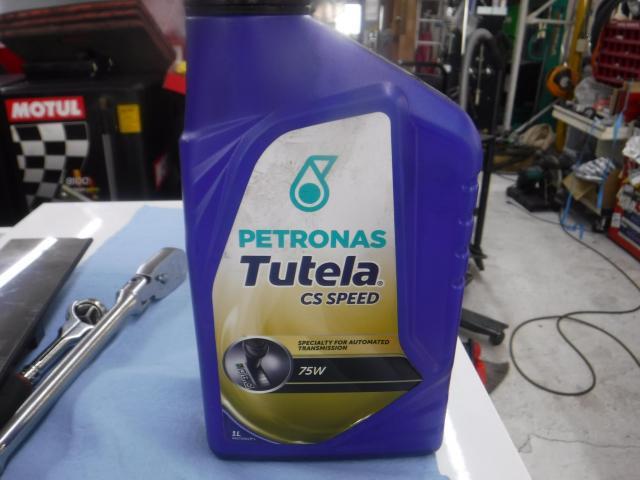 MOTUL
PETRONAS
Tutela
CS SPEED
SPECIALTY FOR AUTOMATED
TRANSMISSION
75W
1L